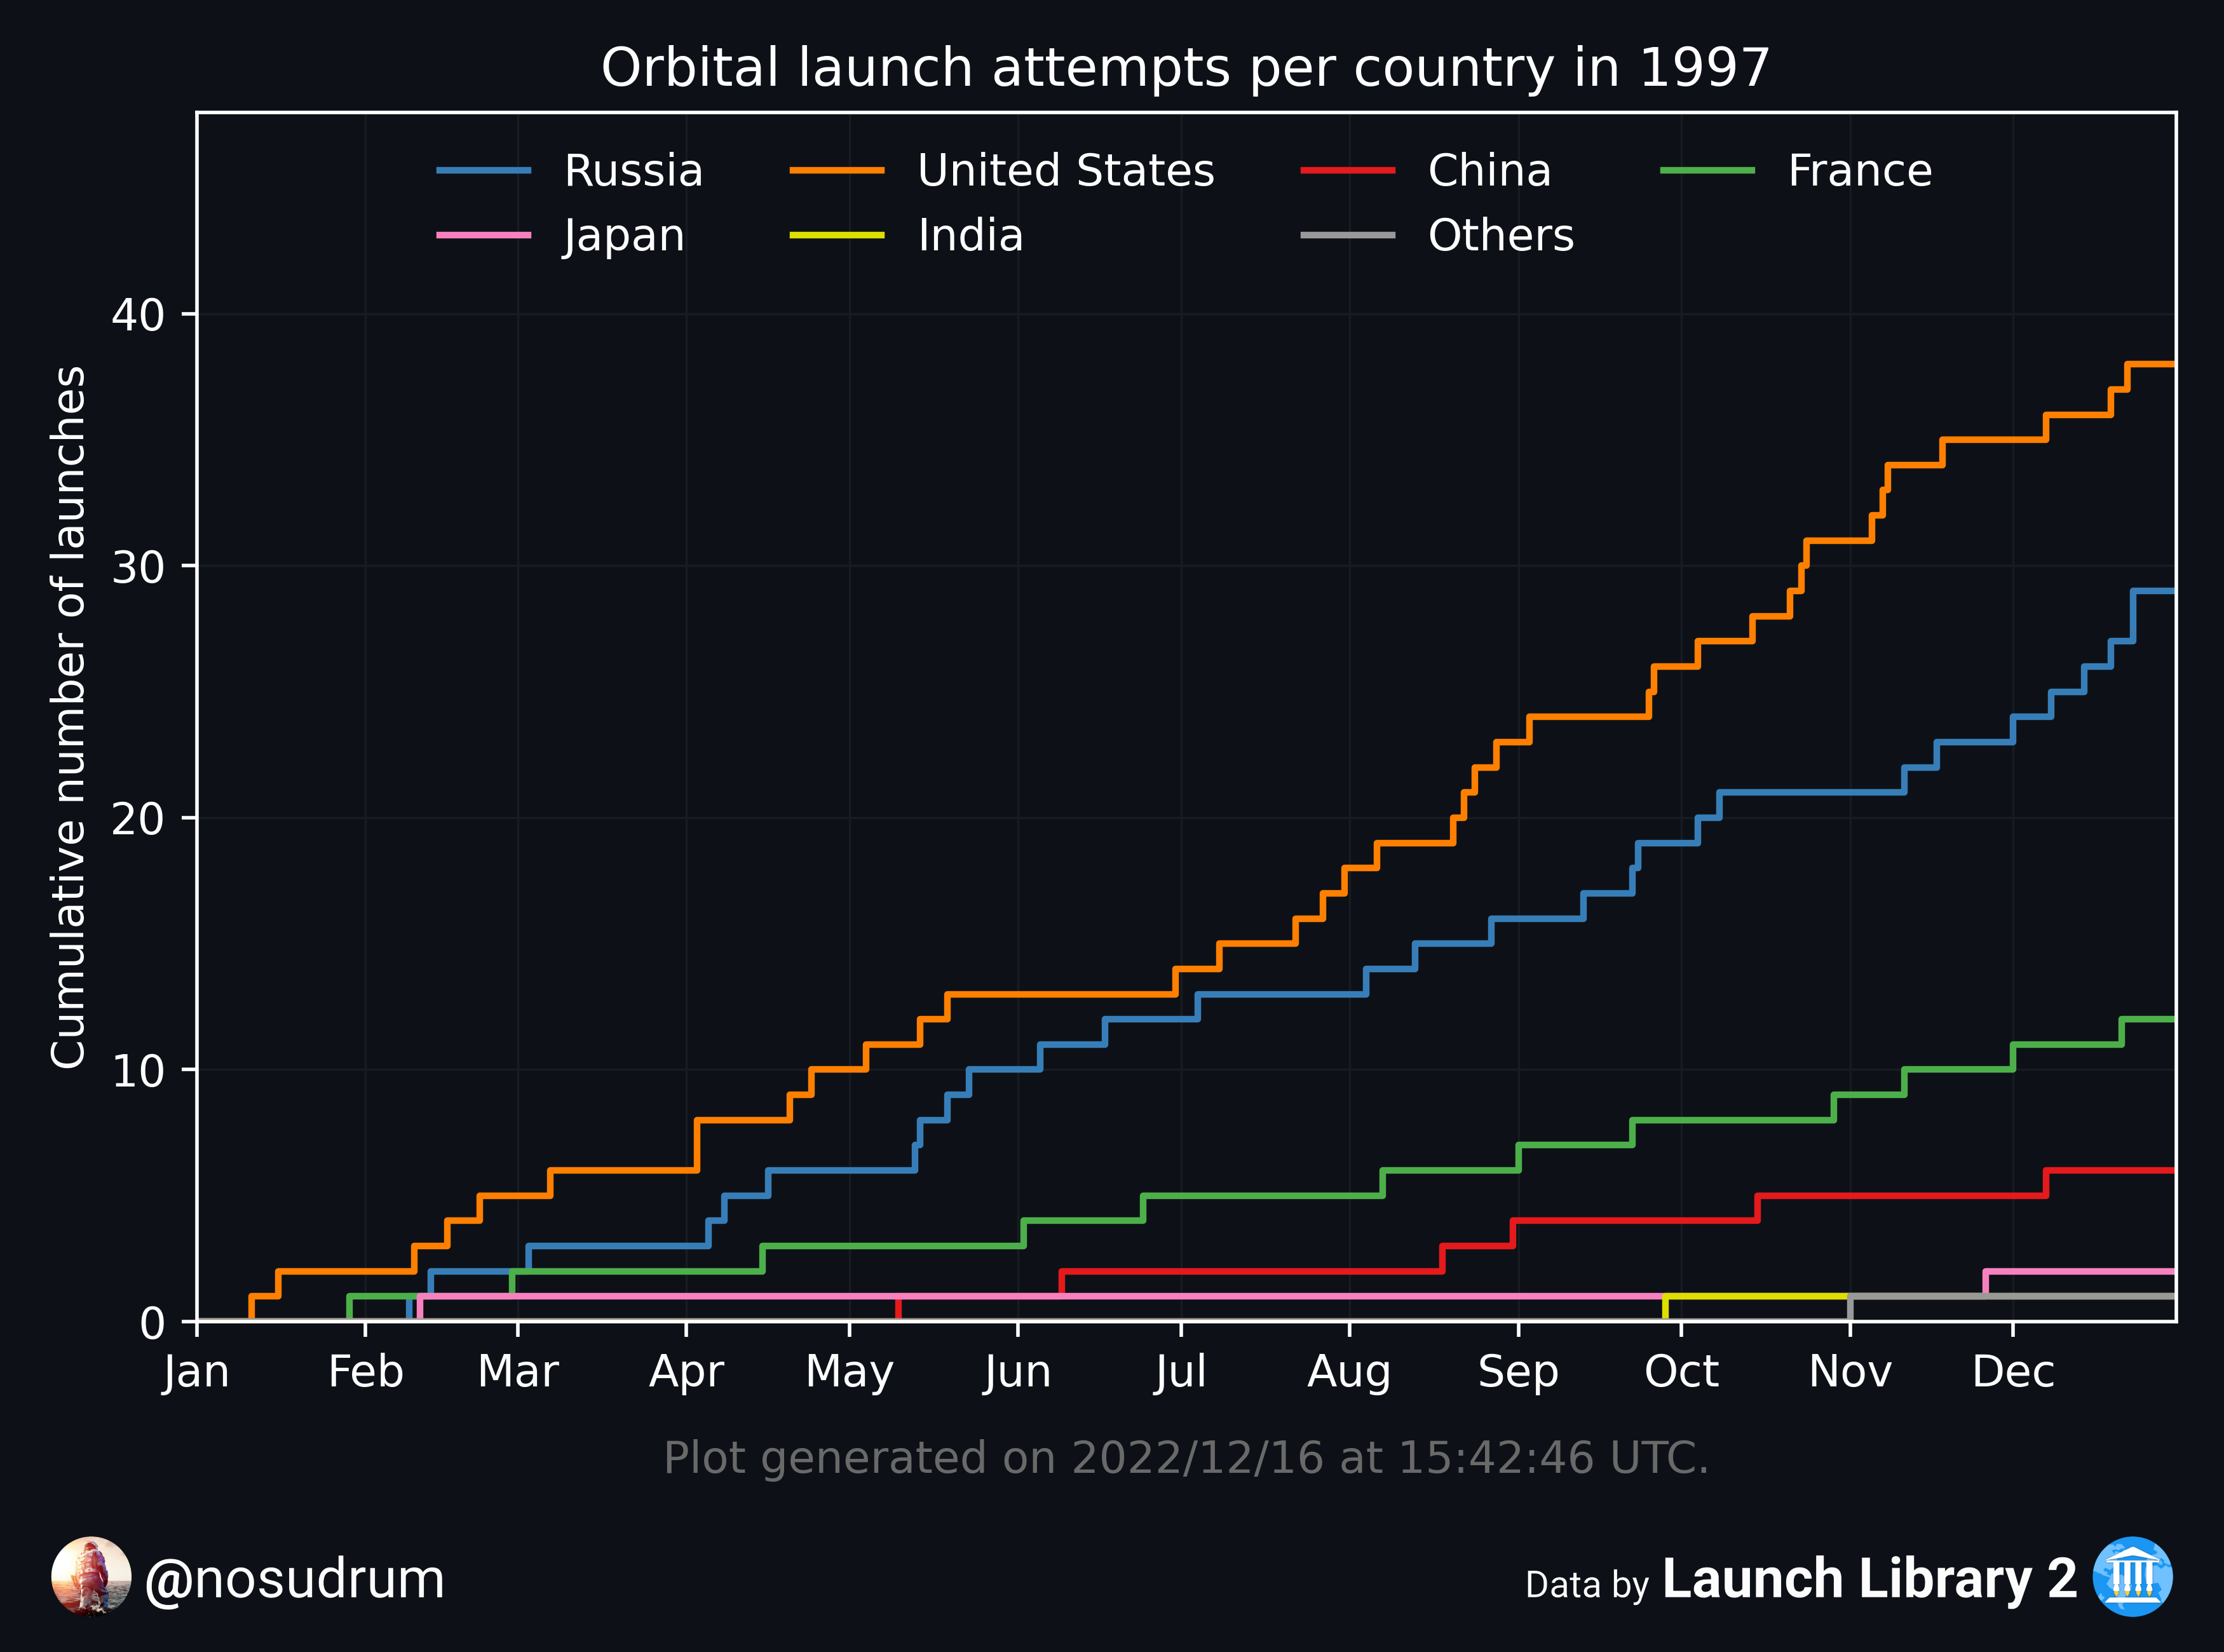 Orbital launch attempts per country in 1997
Russia United States China France
Japan India Others
Cumulative number of launches
40
30
20
10
0
Jan Feb Mar Apr May Jun Jul Aug Sep Oct Nov Dec
Plot generated on 2022/12/16 at 15:42:46 UTC.
@nosudrum
Data by Launch Library 2